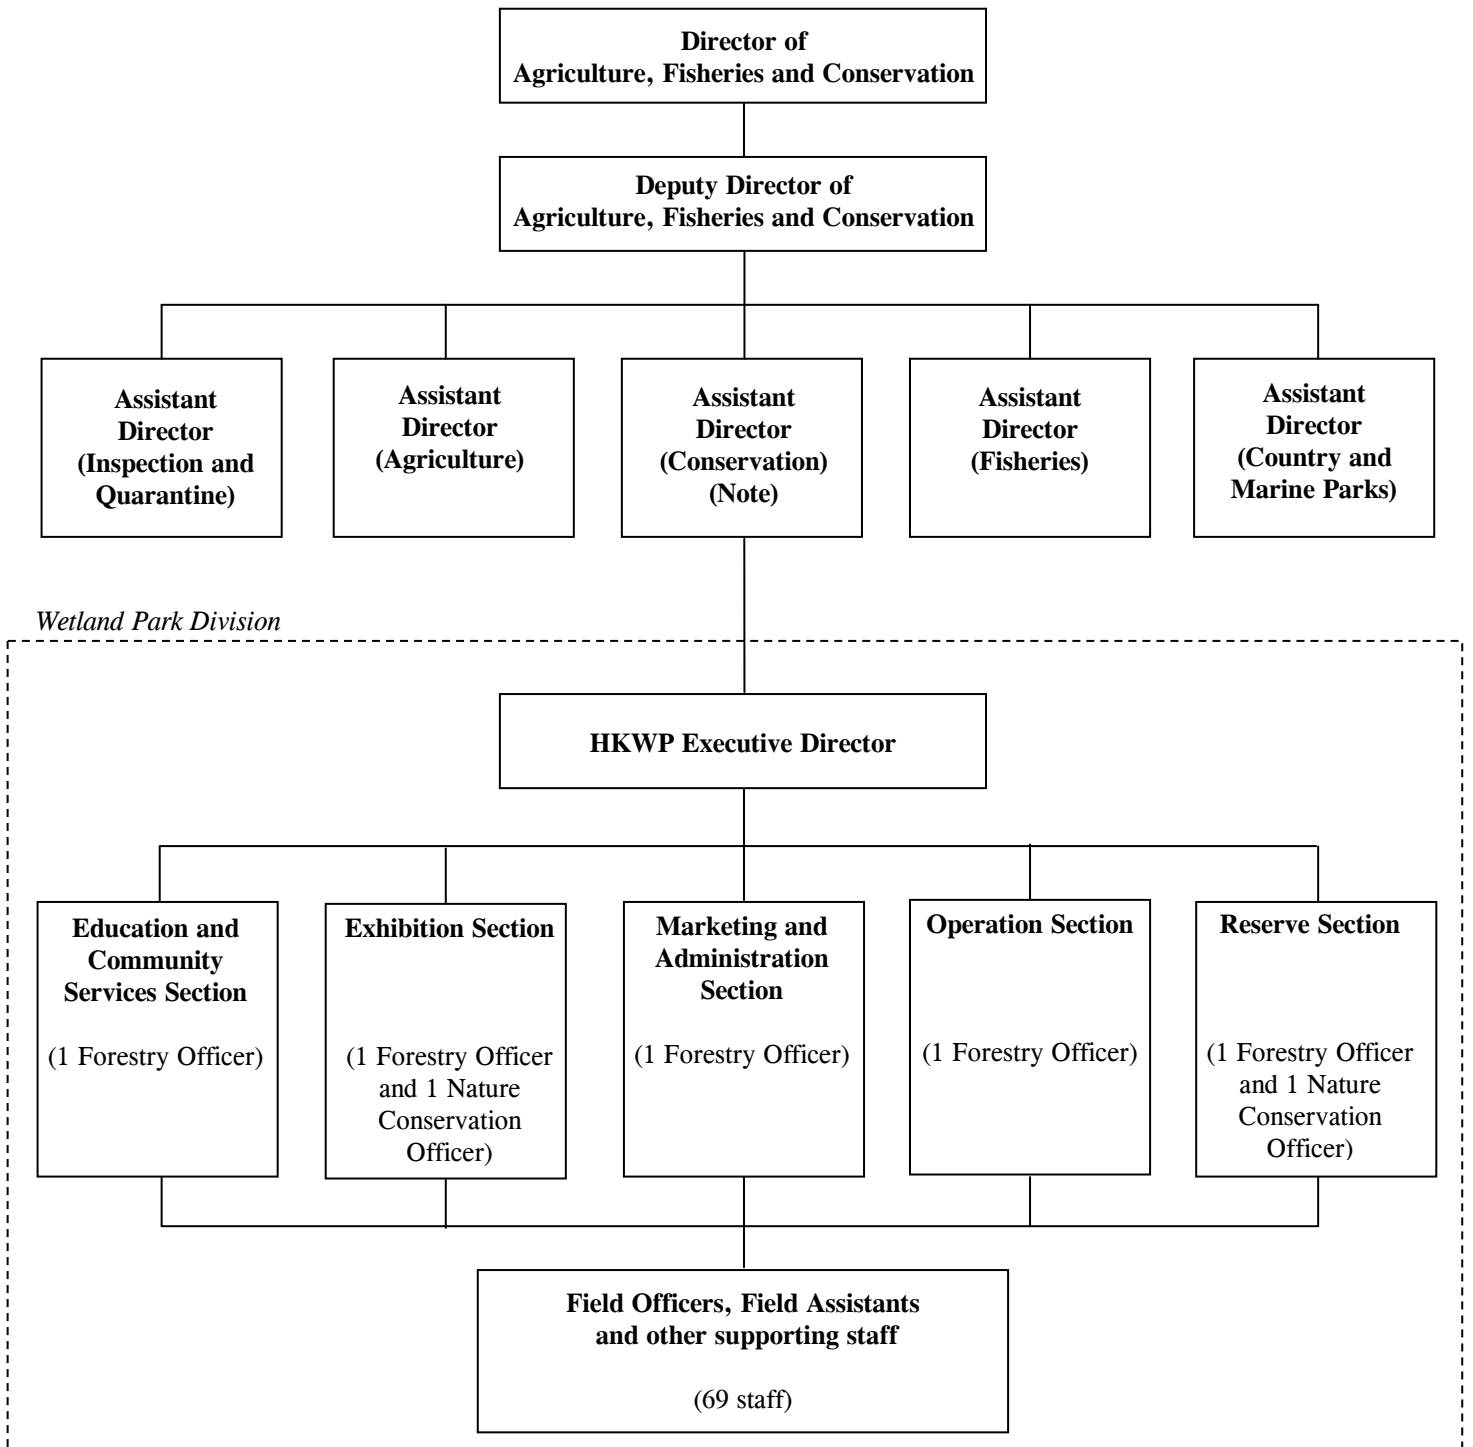 Director of
Agriculture, Fisheries and Conservation
Deputy Director of
Agriculture, Fisheries and Conservation
Assistant
Director
(Inspection and
Quarantine)
Assistant
Director
(Agriculture)
Assistant
Director
(Conservation)
(Note)
Assistant
Director
(Fisheries)
Assistant
Director
(Country and
Marine Parks)
Wetland Park Division
HKWP Executive Director
Education and
Community
Services Section
(1 Forestry Officer)
Exhibition Section
(1 Forestry Officer
and 1 Nature
Conservation
Officer)
Marketing and
Administration
Section
(1 Forestry Officer)
Operation Section
(1 Forestry Officer)
Reserve Section
(1 Forestry Officer
and 1 Nature
Conservation
Officer)
Field Officers, Field Assistants
and other supporting staff
(69 staff)